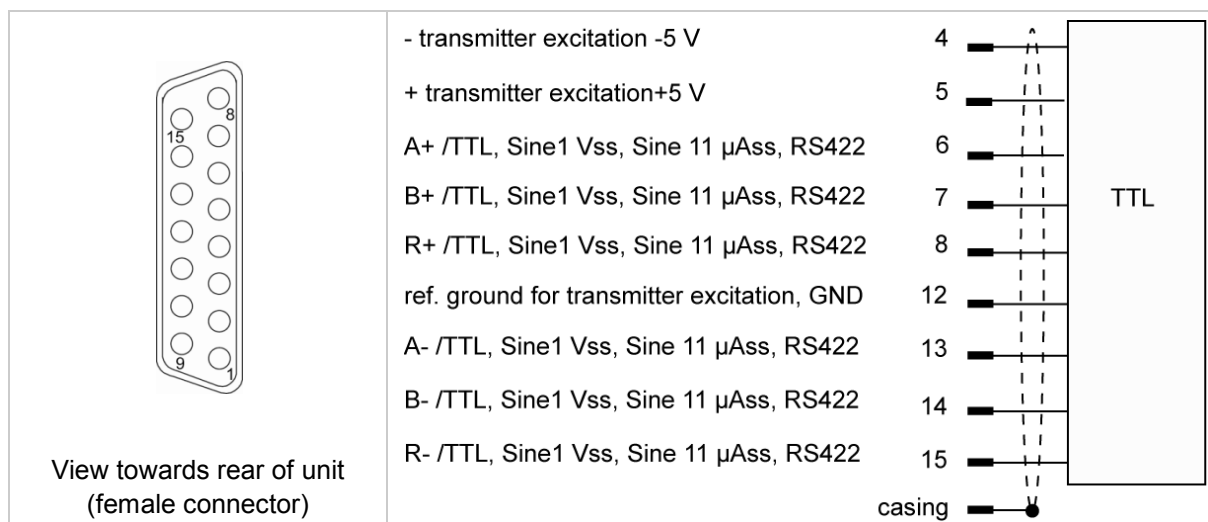 8
15
9
1
View towards rear of unit
(female connector)
- transmitter excitation -5 V 4
+ transmitter excitation+5 V 5
A+ /TTL, Sine1 Vss, Sine 11 µAss, RS422 6
B+ /TTL, Sine1 Vss, Sine 11 µAss, RS422 7
R+ /TTL, Sine1 Vss, Sine 11 µAss, RS422 8
ref. ground for transmitter excitation, GND 12
A- /TTL, Sine1 Vss, Sine 11 µAss, RS422 13
B- /TTL, Sine1 Vss, Sine 11 µAss, RS422 14
R- /TTL, Sine1 Vss, Sine 11 µAss, RS422 15
casing
TTL